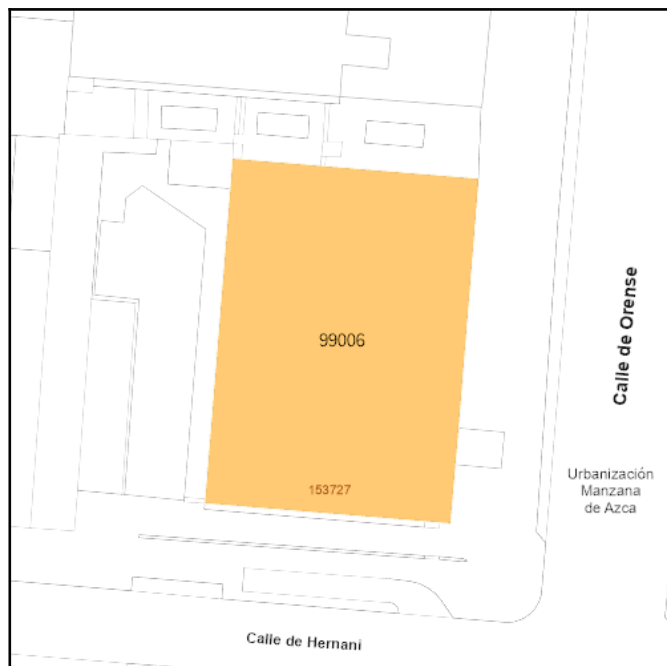 Calle de Orense
99006
Urbanización
Manzana
de Azca
153727
Calle de Hernani